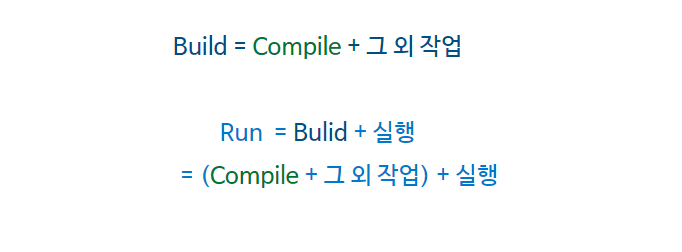 Build = Compile + 그 외 작업
Run = Bulid + 실행
= (Compile + 그 외 작업) + 실행